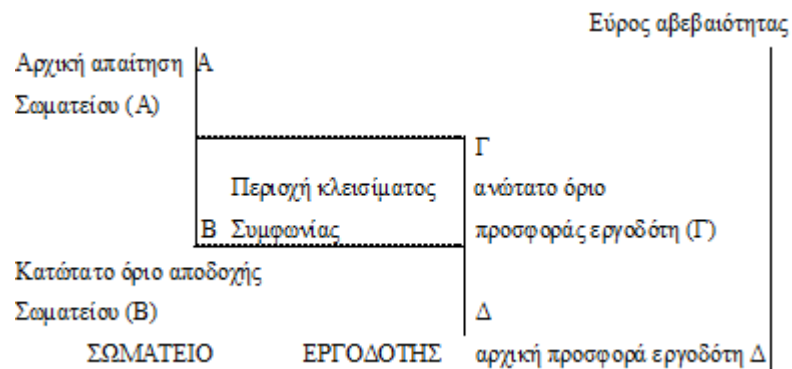 Εύρος αβεβαιότητας
Αρχική απαίτηση Α
Σωματείου (Α)
Γ
Περιοχή κλεισίματος ανώτατο όριο
Β Συμφωνίας προσφοράς εργοδότη (Γ)
Κατώτατο όριο αποδοχής
Σωματείου (Β) Δ
ΣΩΜΑΤΕΙΟ ΕΡΓΟΔΟΤΗΣ αρχική προσφορά εργοδότη Δ